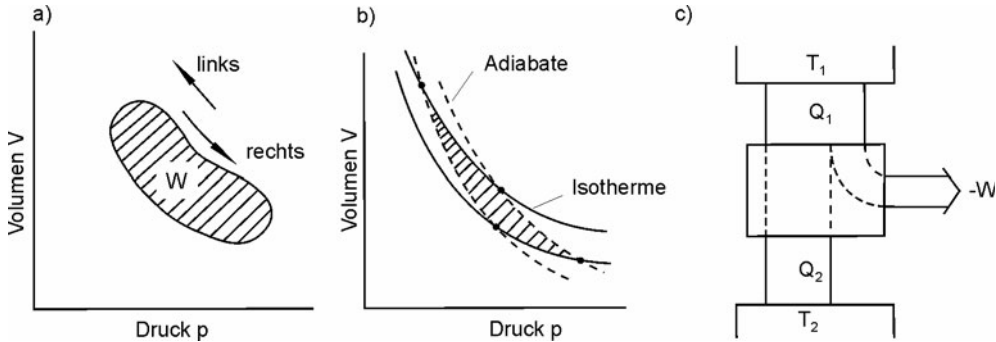 a)
links
rechts
W
Volumen V
Druck p
b)
Adiabate
Isotherme
Volumen V
Druck p
c)
T1
Q1
-W
Q2
T2